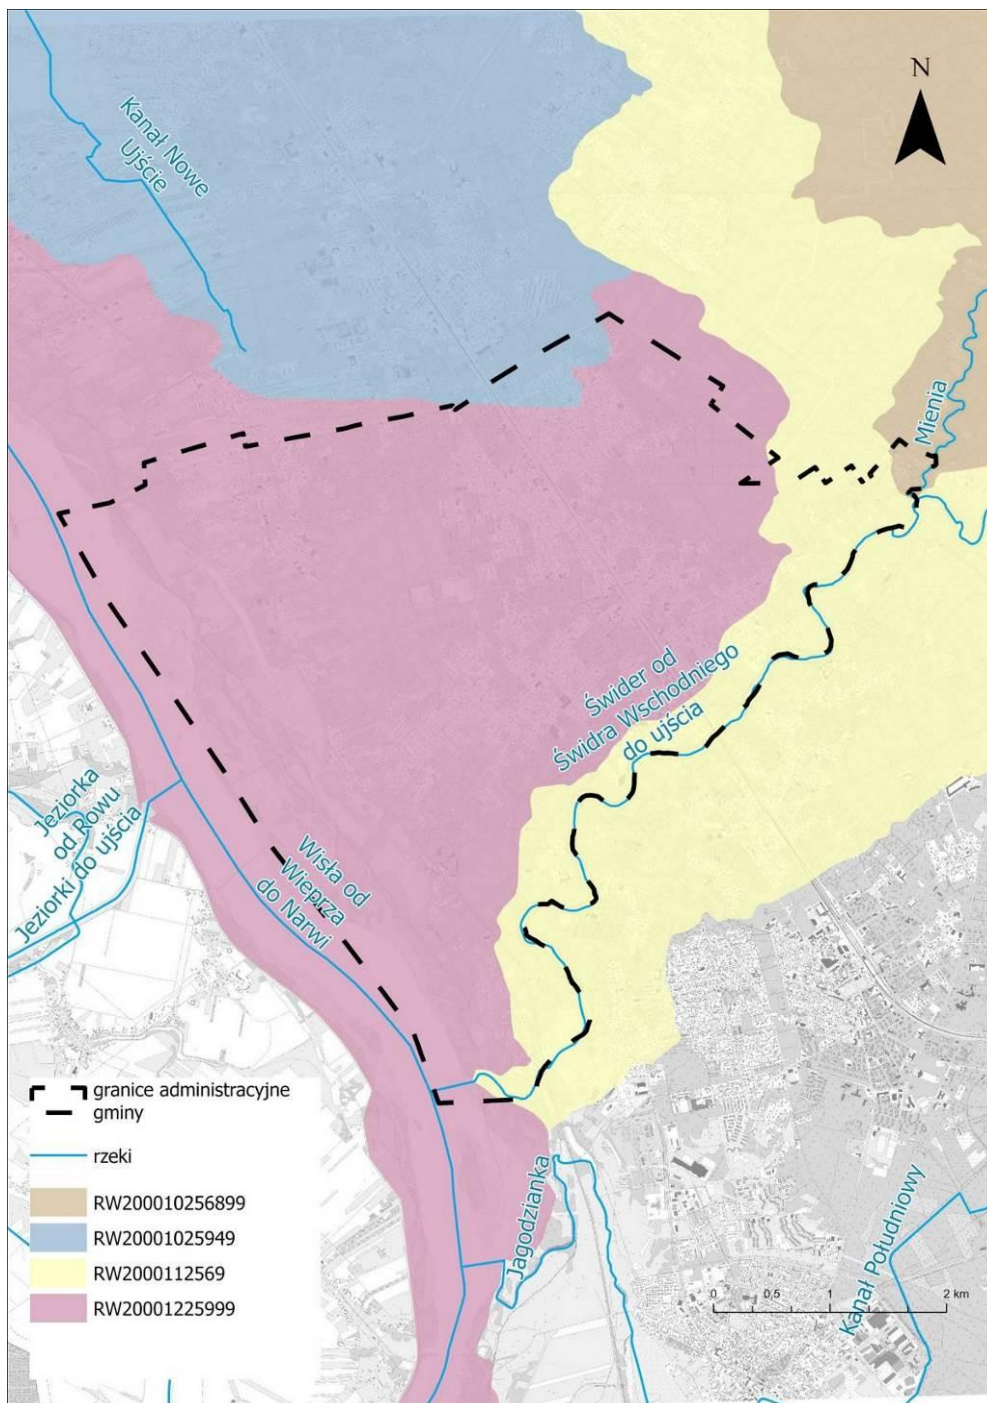 N
Kanał Nowe
Ujście
Mienia
Świder od
Świdra Wschodniego
do ujścia
Jeziorka
od Rowu
Jeziorki do ujścia
Wisła od
Wieprza
do Narwi
Jagodzianka
Kanał Południowy
granice administracyjne
gminy
rzeki
RW200010256899
RW20001025949
RW2000112569
RW20001225999
0 0,5 1 2 km